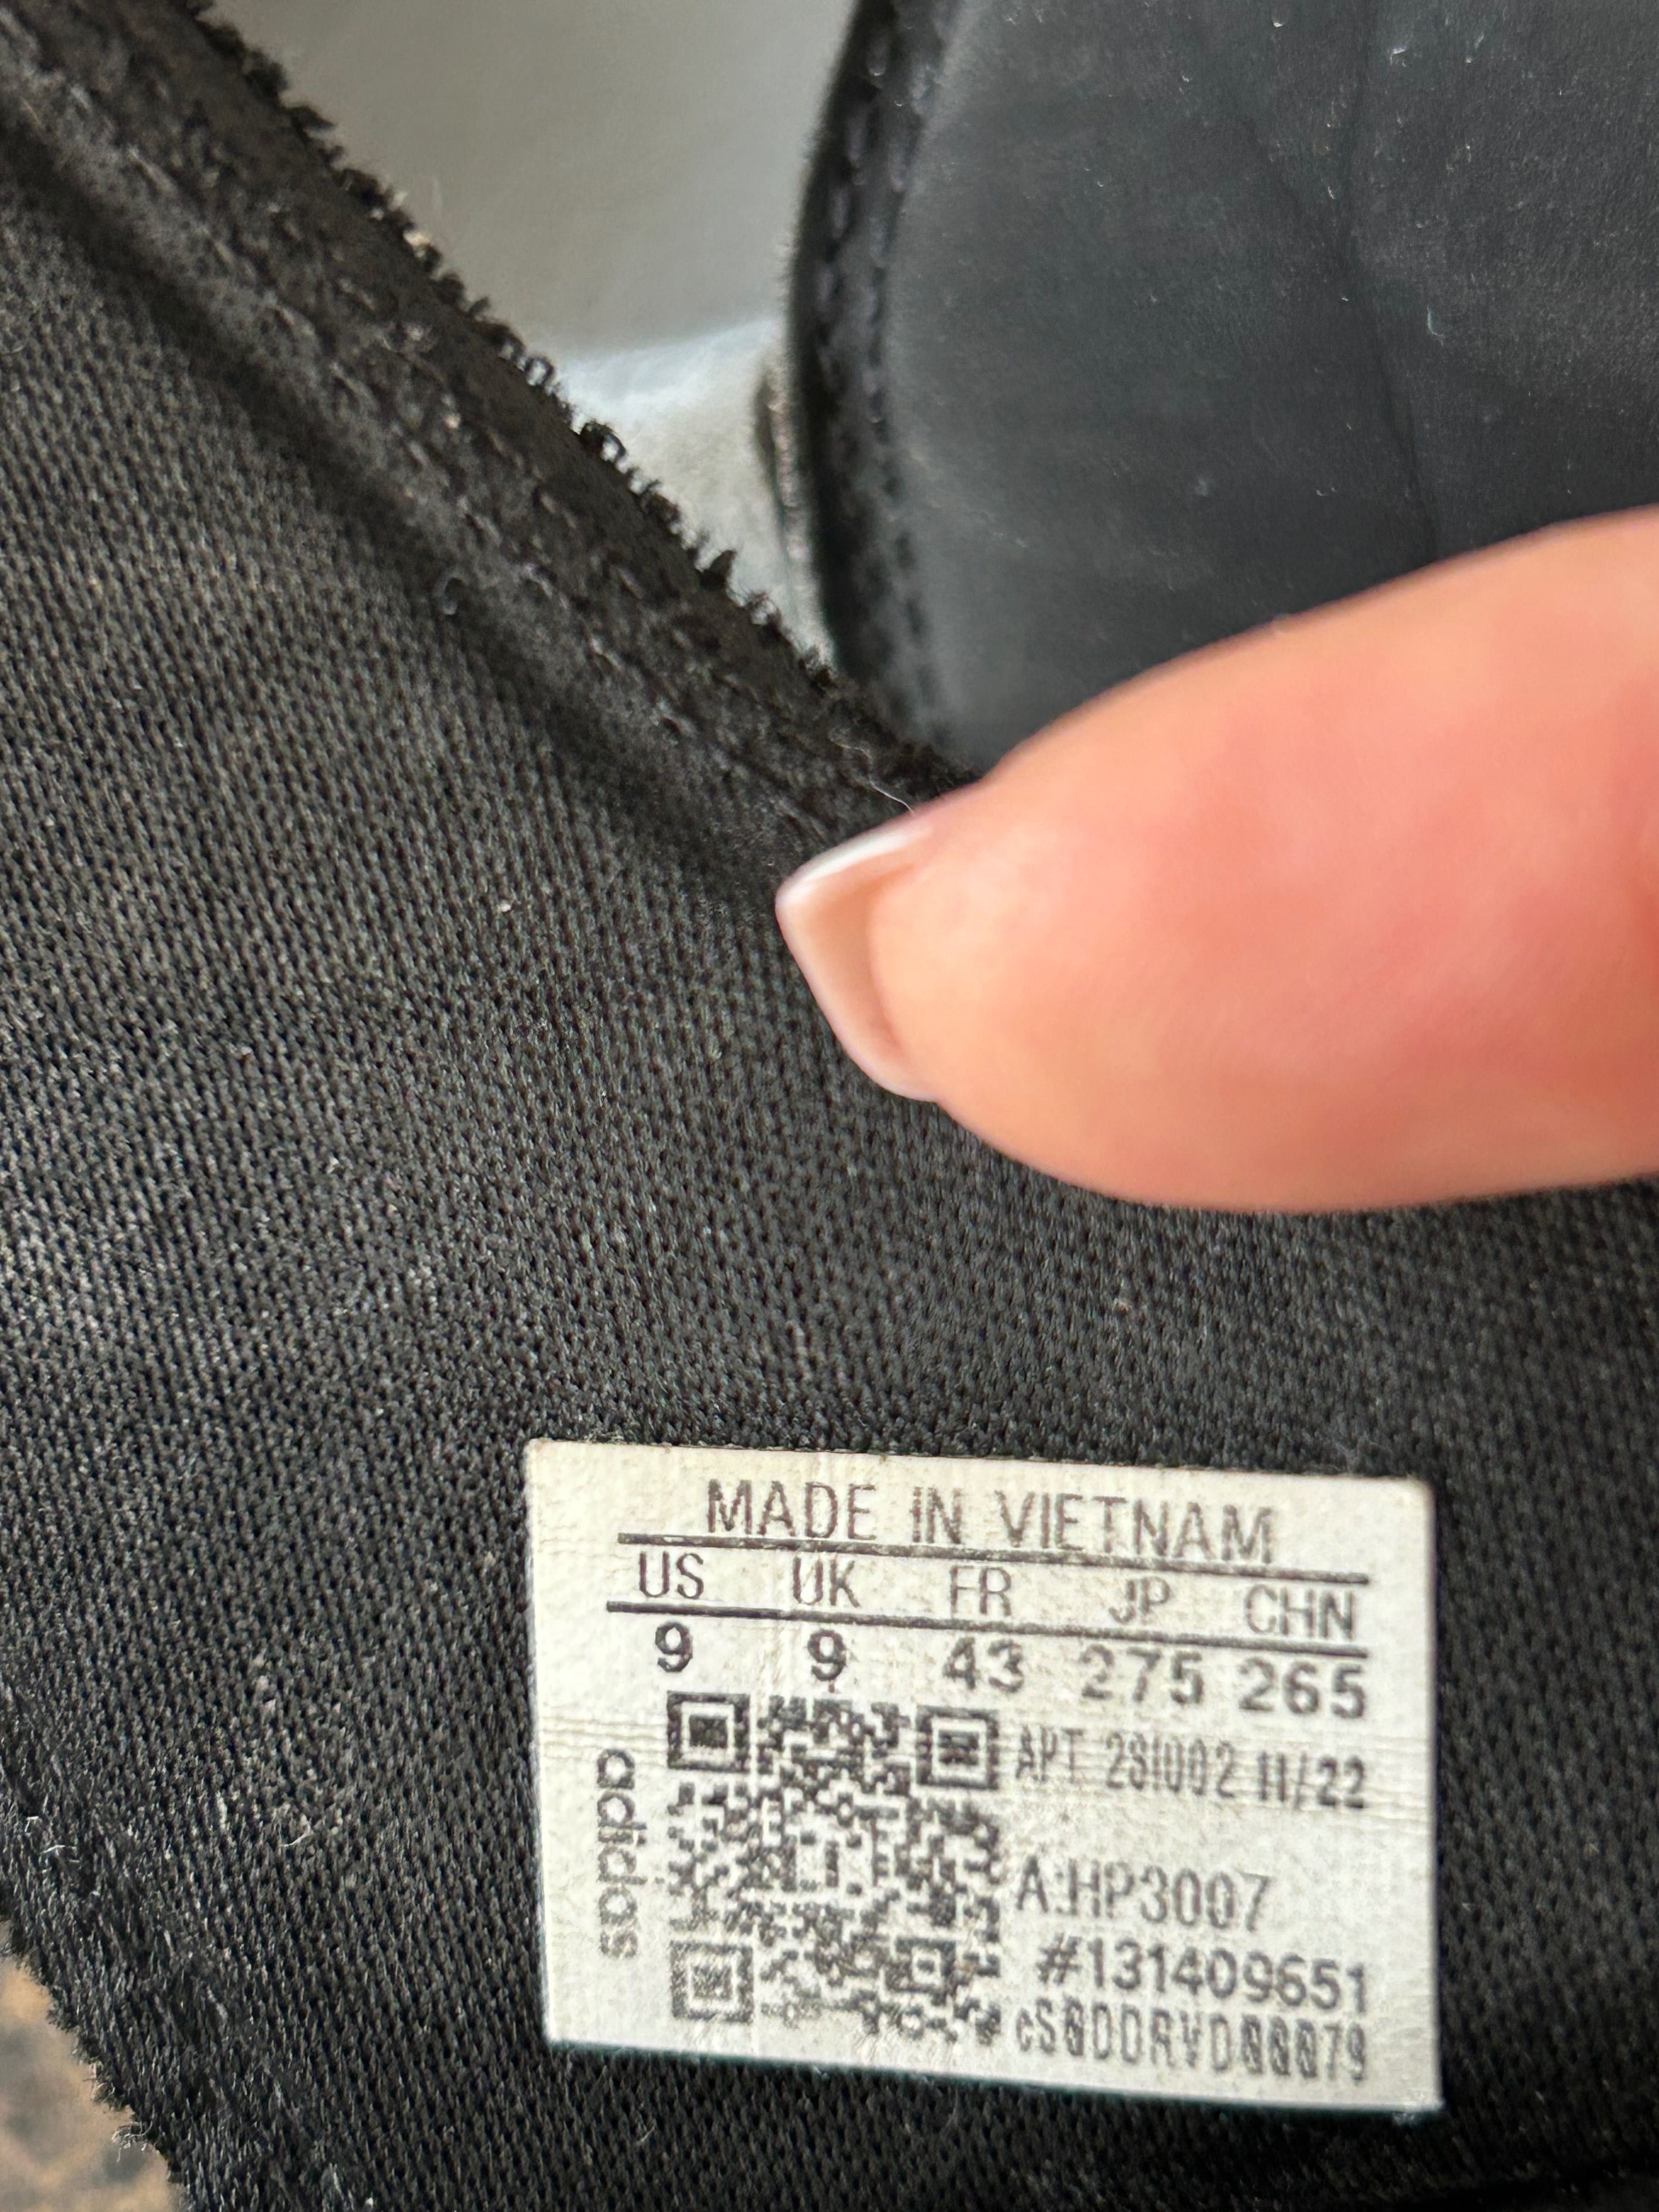 MADE IN VIETNAM
US UK FR JP CHN
9 9 43 275 265
APT 2SI002 11/22
A:HP3007
#131409651
adidas